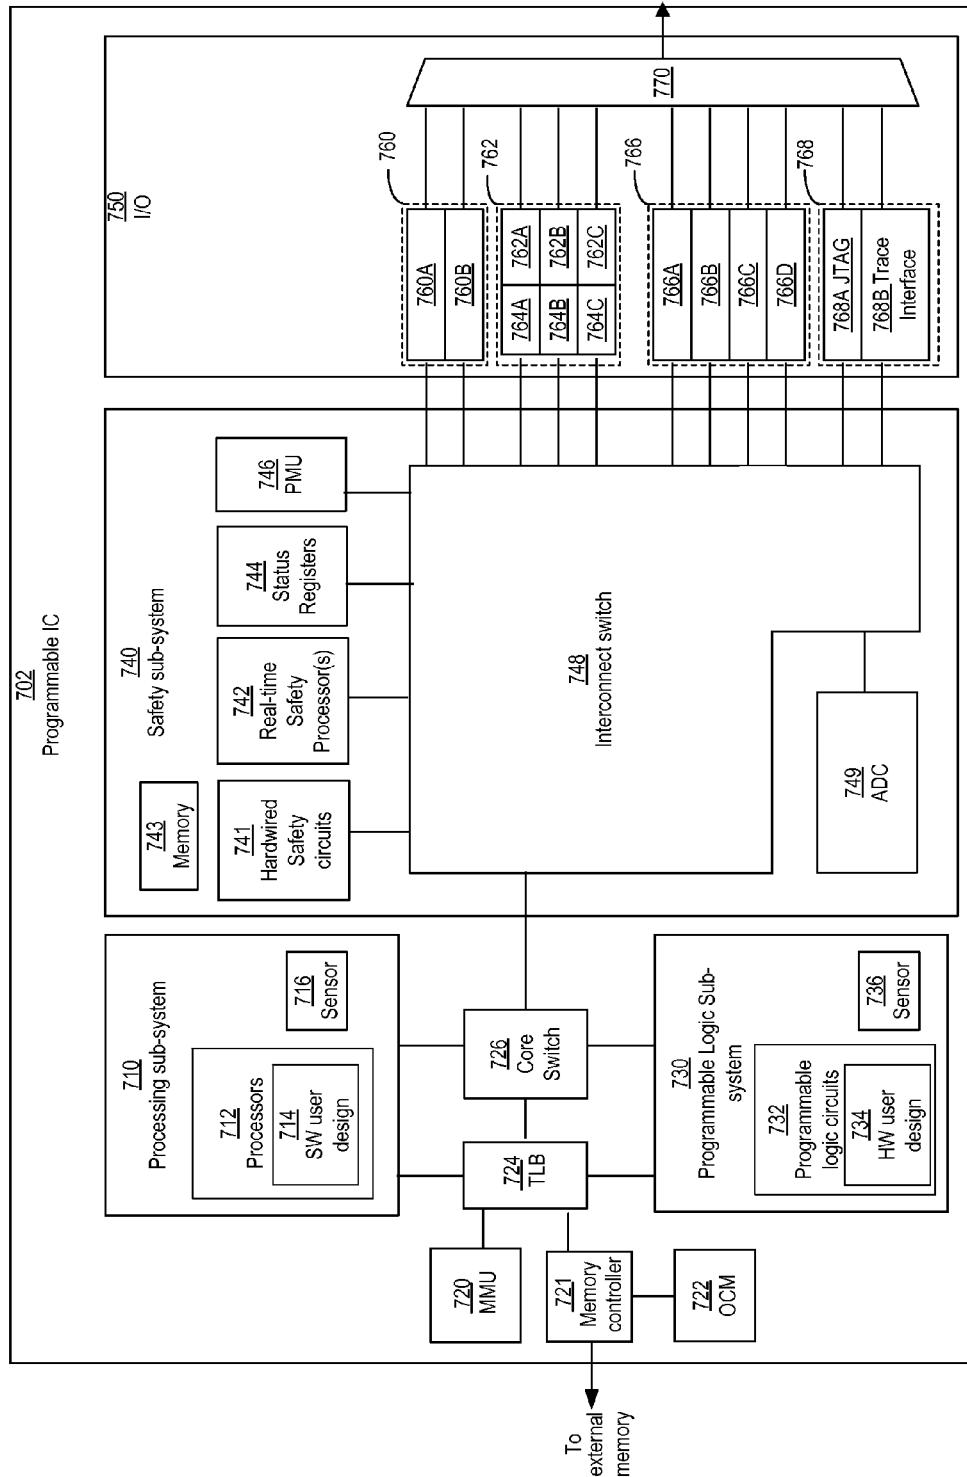 702
Programmable IC
710
Processing sub-system
712
Processors
714
SW user
design
716
Sensor
720
MMU
721
Memory
controller
722
OCM
To
external
memory
724
TLB
726
Core
Switch
730
Programmable Logic Sub-
system
732
Programmable
logic circuits
734
HW user
design
736
Sensor
740
Safety sub-system
743
Memory
741
Hardwired
Safety
circuits
742
Real-time
Safety
Processor(s)
744
Status
Registers
746
PMU
748
Interconnect switch
749
ADC
750
I/O
760
760A
760B
762
764A 762A
764B 762B
764C 762C
766
766A
766B
766C
766D
768
768A JTAG
768B Trace
Interface
770